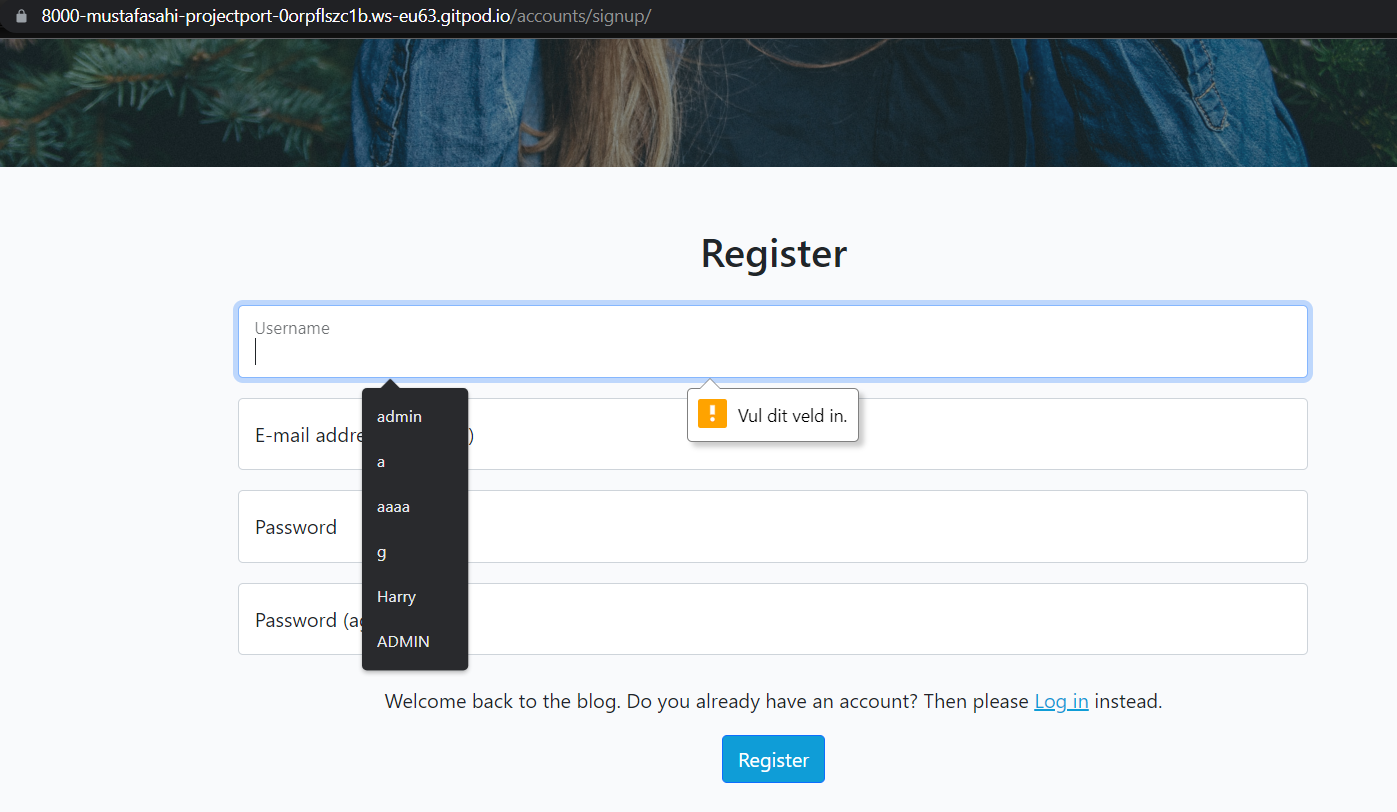 8000-mustafasahi-projectport-0orpflszc1b.ws-eu63.gitpod.io/accounts/signup/
Register
Username
admin
a
aaaa
g
Harry
ADMIN
Vul dit veld in.
E-mail addre )
Password
Password (ag
Welcome back to the blog. Do you already have an account? Then please Log in instead.
Register